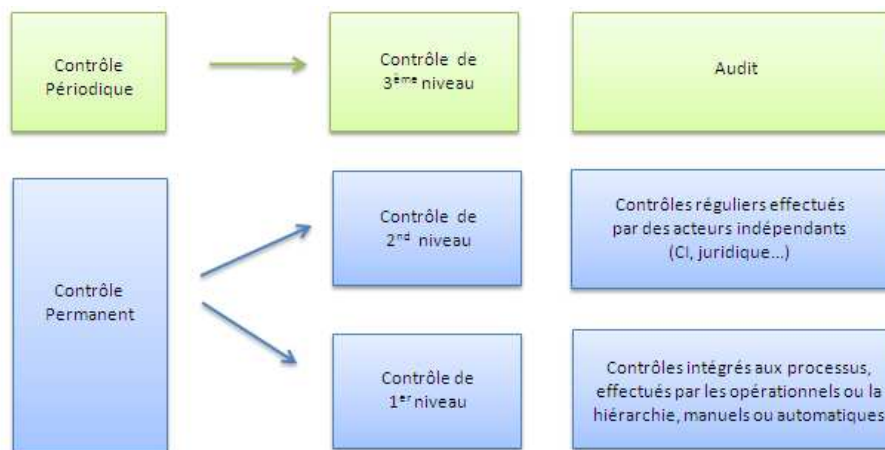 Contrôle
Périodique
Contrôle de
3ème niveau
Audit
Contrôle
Permanent
Contrôle de
2nd niveau
Contrôles réguliers effectués
par des acteurs indépendants
(CI, juridique...)
Contrôle de
1er niveau
Contrôles intégrés aux processus,
effectués par les opérationnels ou la
hiérarchie, manuels ou automatiques